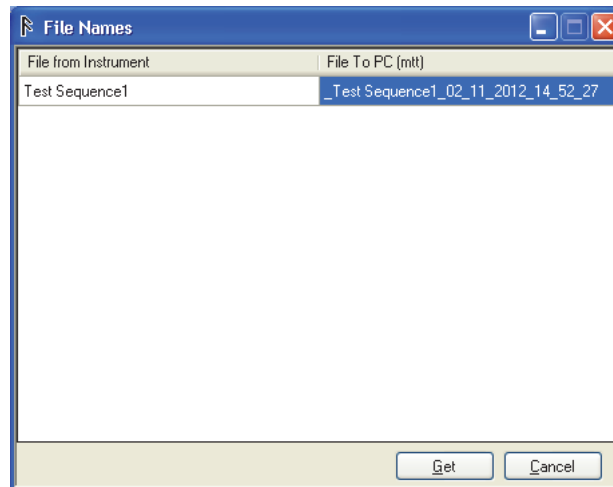 File Names
File from Instrument File To PC (mtt)
Test Sequence1 _Test Sequence1_02_11_2012_14_52_27
Get Cancel